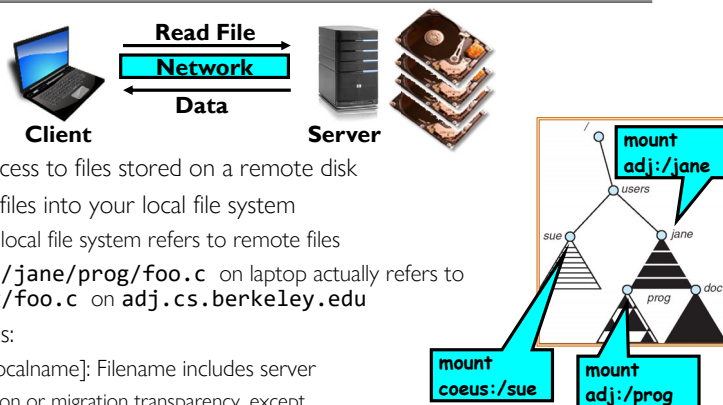 Read File
Network
Data
Client
Server
cess to files stored on a remote disk
files into your local file system
local file system refers to remote files
/jane/prog/foo.c on laptop actually refers to
/foo.c on adj.cs.berkeley.edu
s:
ocalname]: Filename includes server
on or migration transparency, except
/
mount
adj:/jane
users
sue
jane
prog
doc
mount
coeus:/sue
mount
adj:/prog